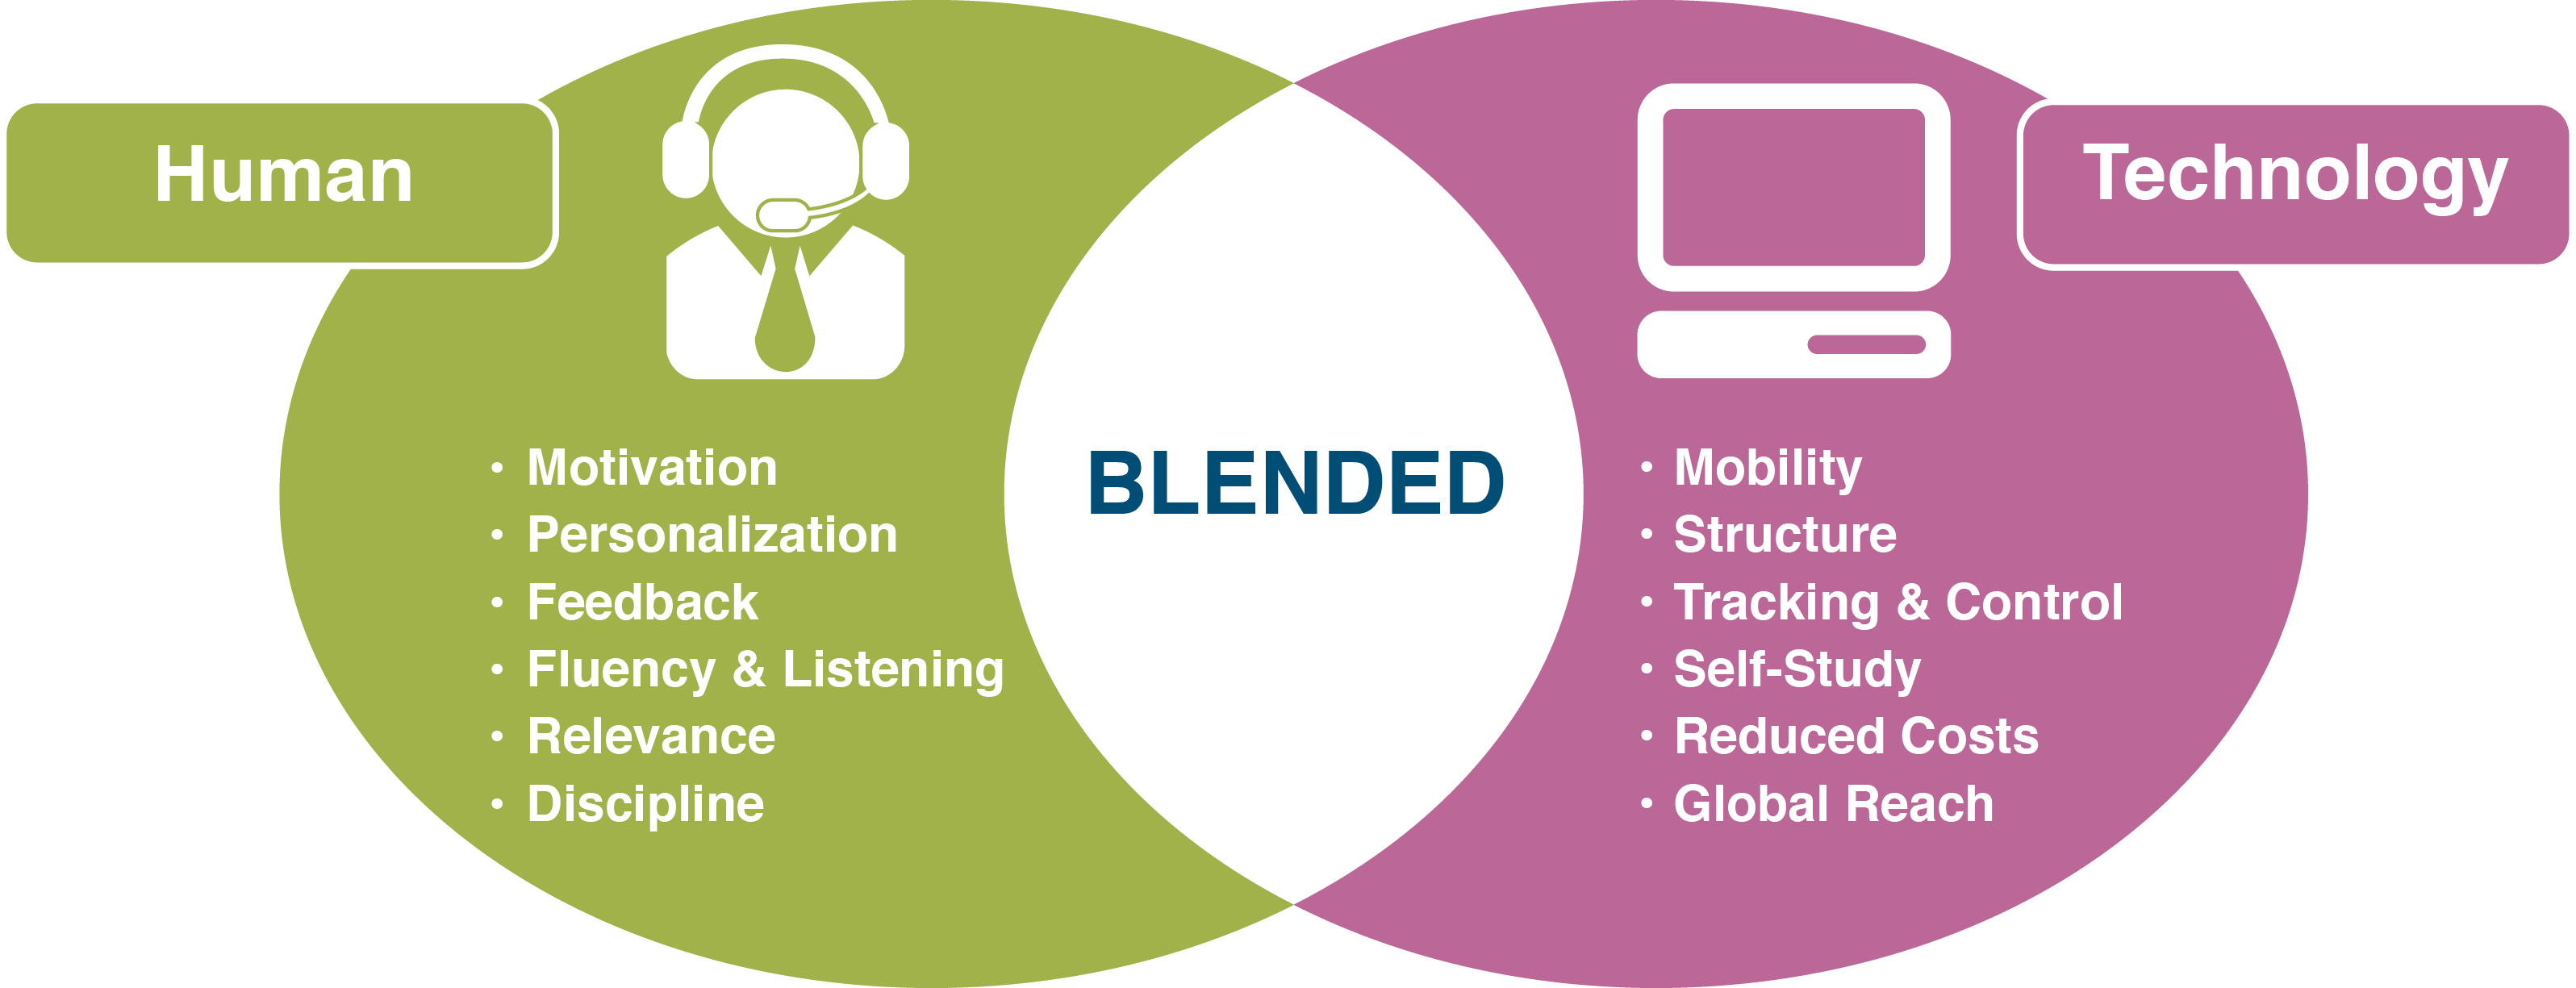 Human
Technology
BLENDED
• Motivation
• Personalization
• Feedback
• Fluency & Listening
• Relevance
• Discipline
• Mobility
• Structure
• Tracking & Control
• Self-Study
• Reduced Costs
• Global Reach